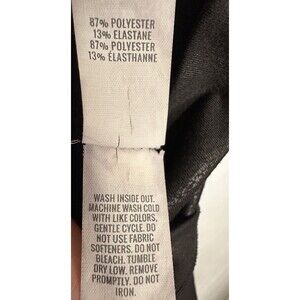 87% POLYESTER
13% ELASTANE
87% POLYESTER
13% ÉLASTHANNE
WASH INSIDE OUT.
MACHINE WASH COLD
WITH LIKE COLORS,
GENTLE CYCLE. DO
NOT USE FABRIC
SOFTENERS. DO NOT
BLEACH. TUMBLE
DRY LOW. REMOVE
PROMPTLY. DO NOT
IRON.